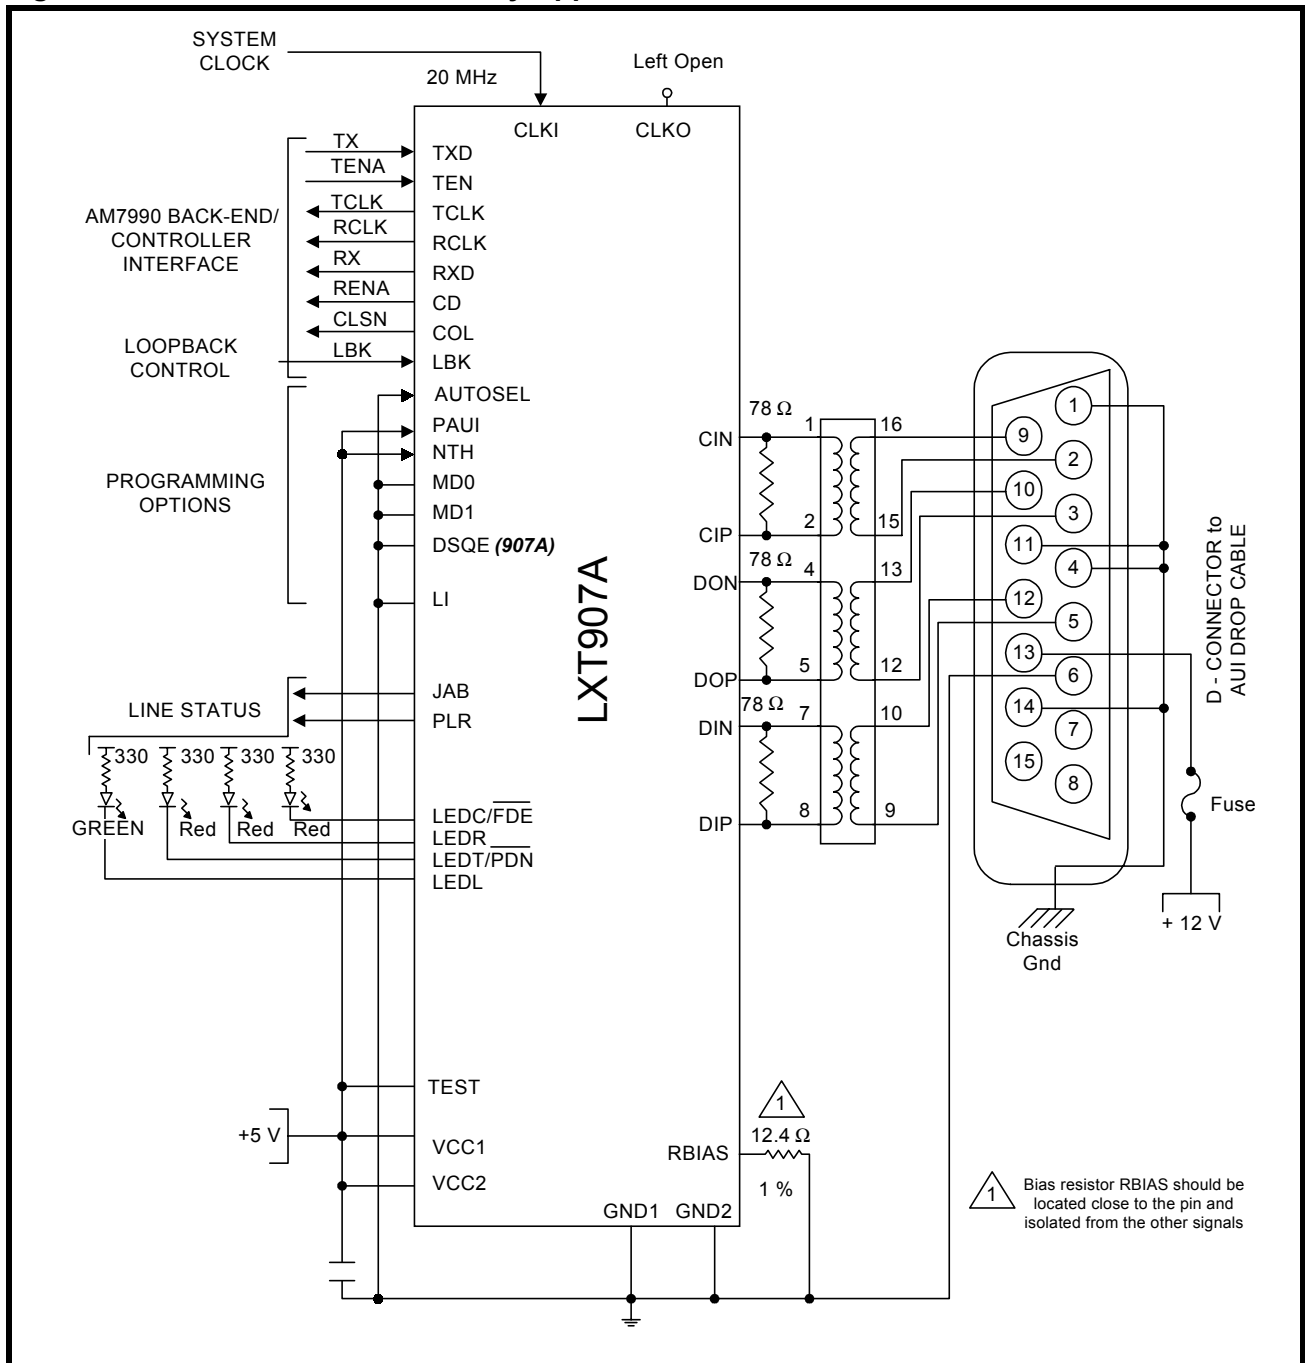 SYSTEM
CLOCK
20 MHz
Left Open
CLKI
CLKO
TX
TXD
TENA
TEN
TCLK
TCLK
RCLK
RCLK
RX
RXD
RENA
CD
CLSN
COL
LBK
LBK
AM7990 BACK-END/
CONTROLLER
INTERFACE
LOOPBACK
CONTROL
AUTOSEL
PAUI
NTH
MD0
MD1
DSQE (907A)
LI
PROGRAMMING
OPTIONS
LXT907A
JAB
PLR
LINE STATUS
330
330
330
330
GREEN
Red
Red
Red
LEDC/FDE
LEDR
LEDT/PDN
LEDL
TEST
+5 V
VCC1
VCC2
GND1
GND2
RBIAS
1
12.4 Ω
1 %
CIN
78 Ω
1
16
CIP
2
15
DON
78 Ω
4
13
DOP
5
12
DIN
78 Ω
7
10
DIP
8
9
1
9
2
10
3
11
4
12
5
13
6
14
7
15
8
D - CONNECTOR to
AUI DROP CABLE
Fuse
+ 12 V
Chassis
Gnd
1
Bias resistor RBIAS should be
located close to the pin and
isolated from the other signals